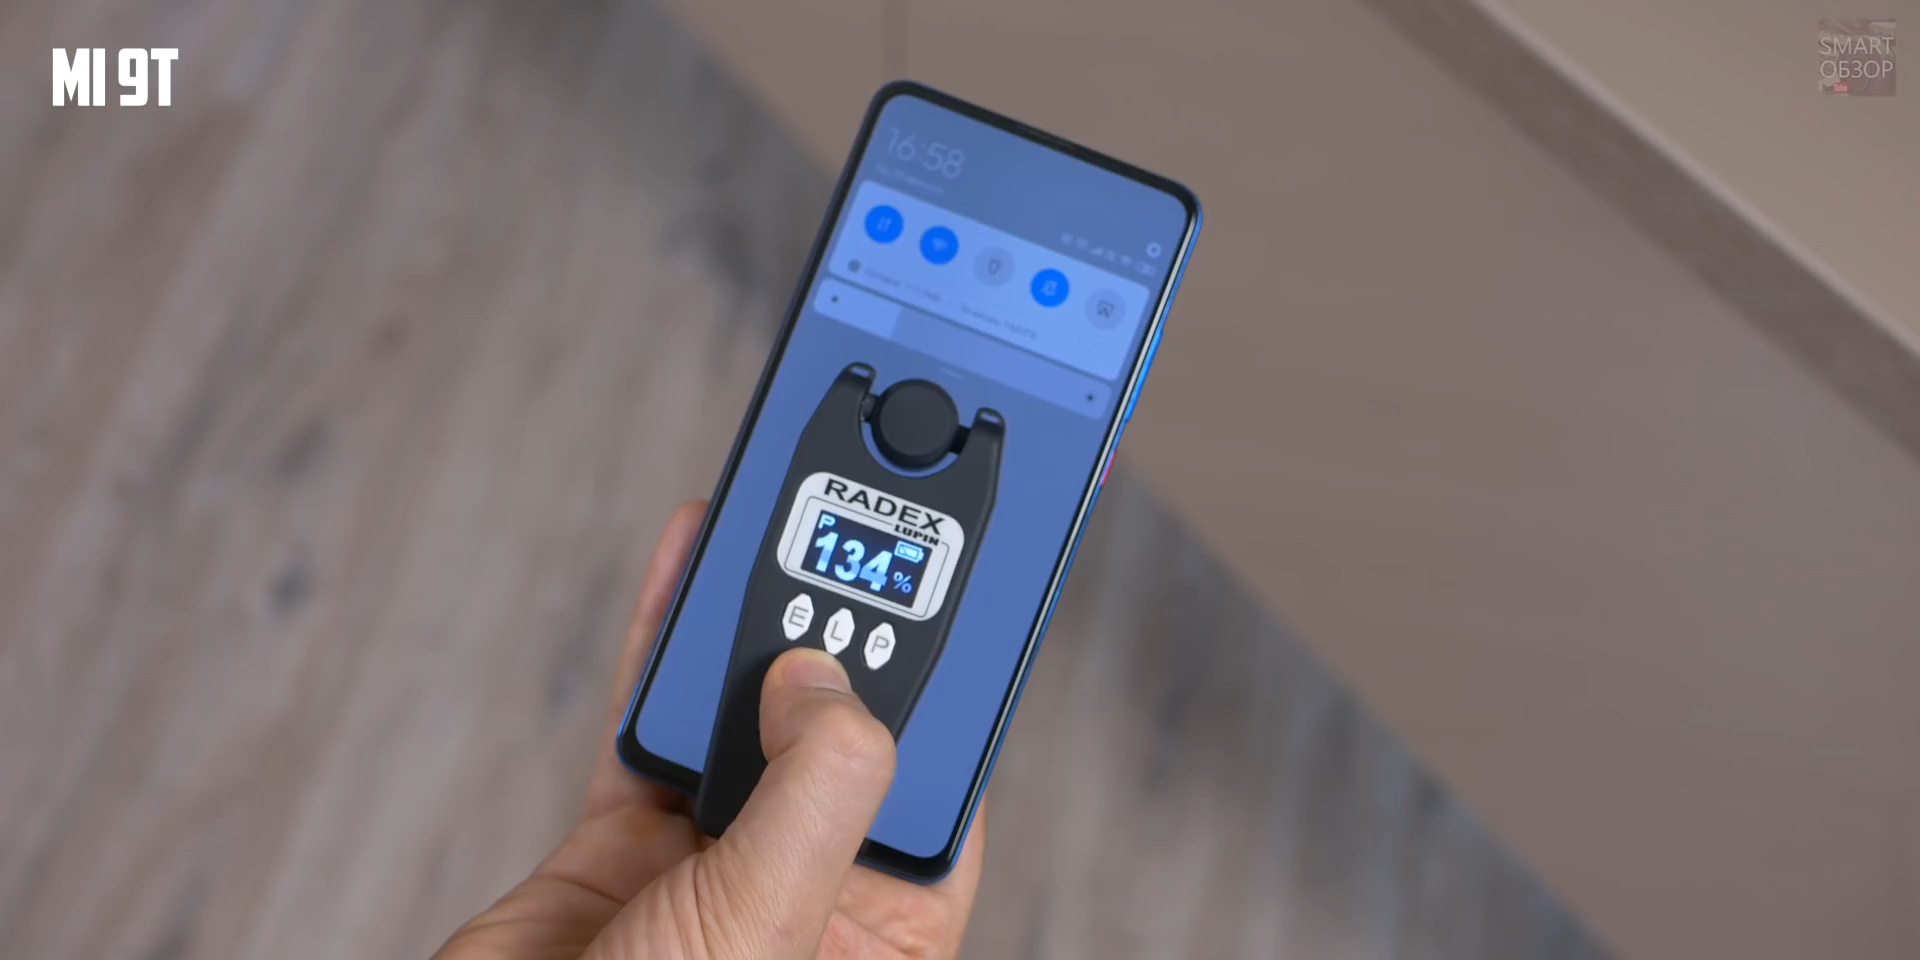 MI 9T
SMART
ОБЗОР
16:58
RADEX
LUPIN
P
134 %
E L P